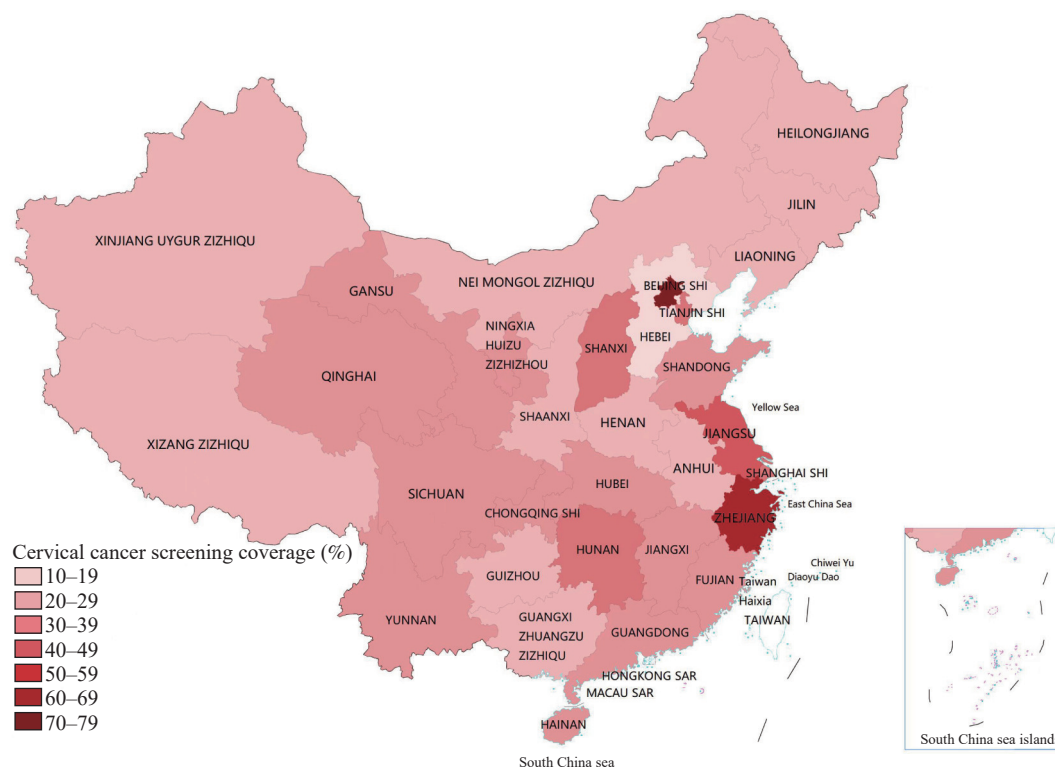 HEILONGJIANG
JILIN
XINJIANG UYGUR ZIZHIQU
LIAONING
NEI MONGOL ZIZHIQU
BEIJING SHI
GANSU
TIANJIN SHI
NINGXIA
HUIZU
ZIZHIZHOU
HEBEI
SHANXI
SHANDONG
QINGHAI
Yellow Sea
SHAANXI
HENAN
JIANGSU
XIZANG ZIZHIQU
ANHUI
SHANGHAI SHI
HUBEI
SICHUAN
East China Sea
CHONGQING SHI
ZHEJIANG
HUNAN
JIANGXI
Cervical cancer screening coverage (%)
10–19
20–29
30–39
40–49
50–59
60–69
70–79
GUIZHOU
FUJIAN
Chiwei Yu
Diaoyu Dao
Taiwan
Haixia
TAIWAN
YUNNAN
GUANGXI
ZHUANGZU
ZIZHIQU
GUANGDONG
HONGKONG SAR
MACAU SAR
HAINAN
South China sea
South China sea island